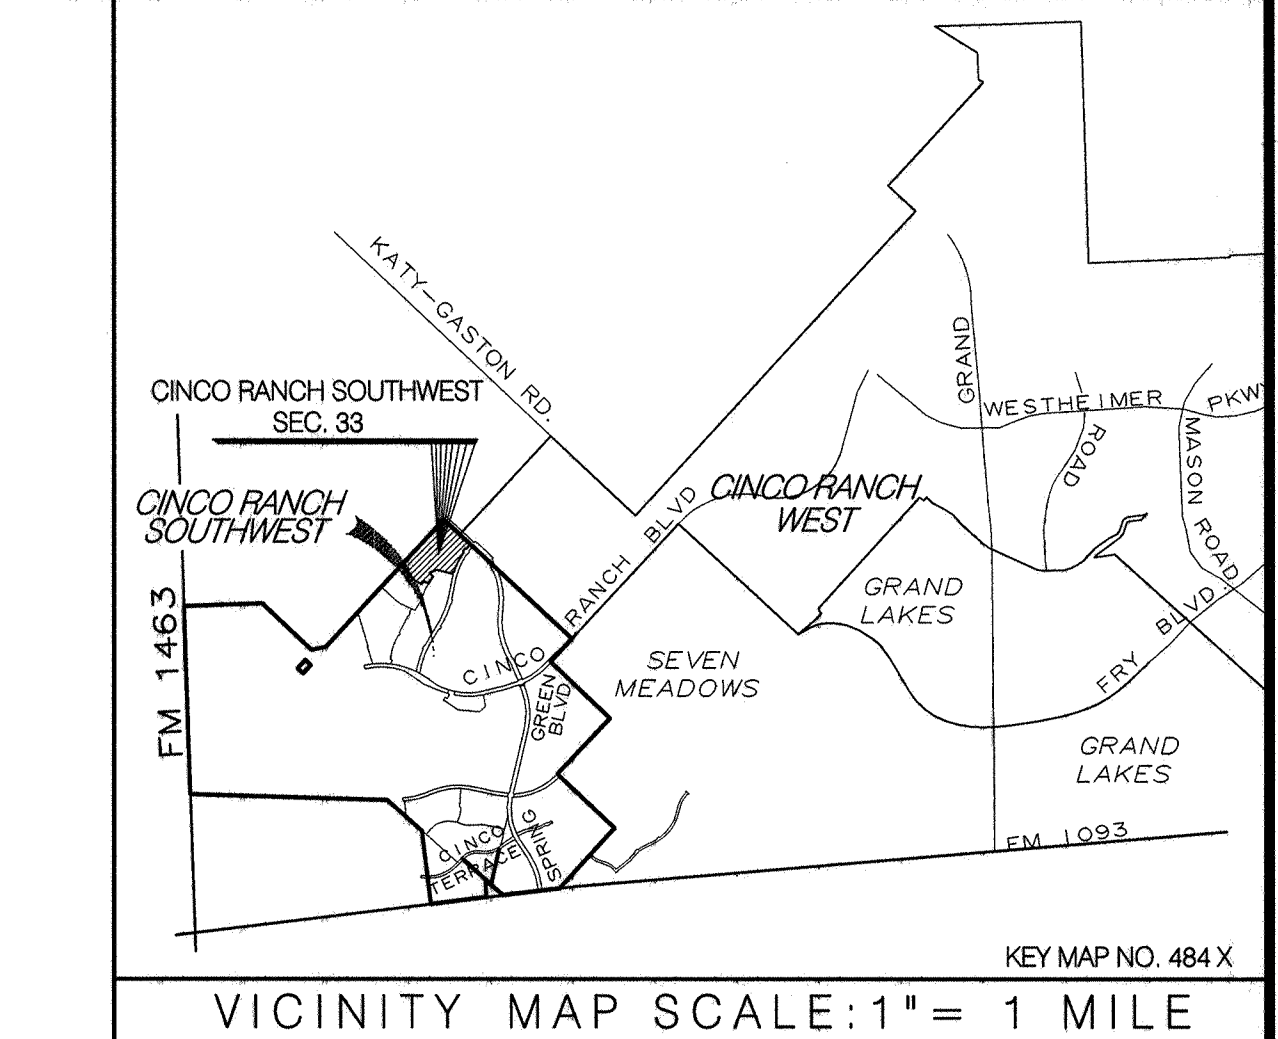 KATY-GASTON RD.
CINCO RANCH SOUTHWEST
SEC. 33
CINCO RANCH
SOUTHWEST
FM 1463
CINCO RANCH BLVD
CINCO RANCH
WEST
GRAND
WESTHEIMER PKWY
ROAD
MASON ROAD
GRAND
LAKES
SEVEN
MEADOWS
FRY BLVD.
GRAND
LAKES
SPRING GREEN
BLVD
CINCO
TERRACE
FM 1093
KEY MAP NO. 484 X
VICINITY MAP SCALE: 1" = 1 MILE